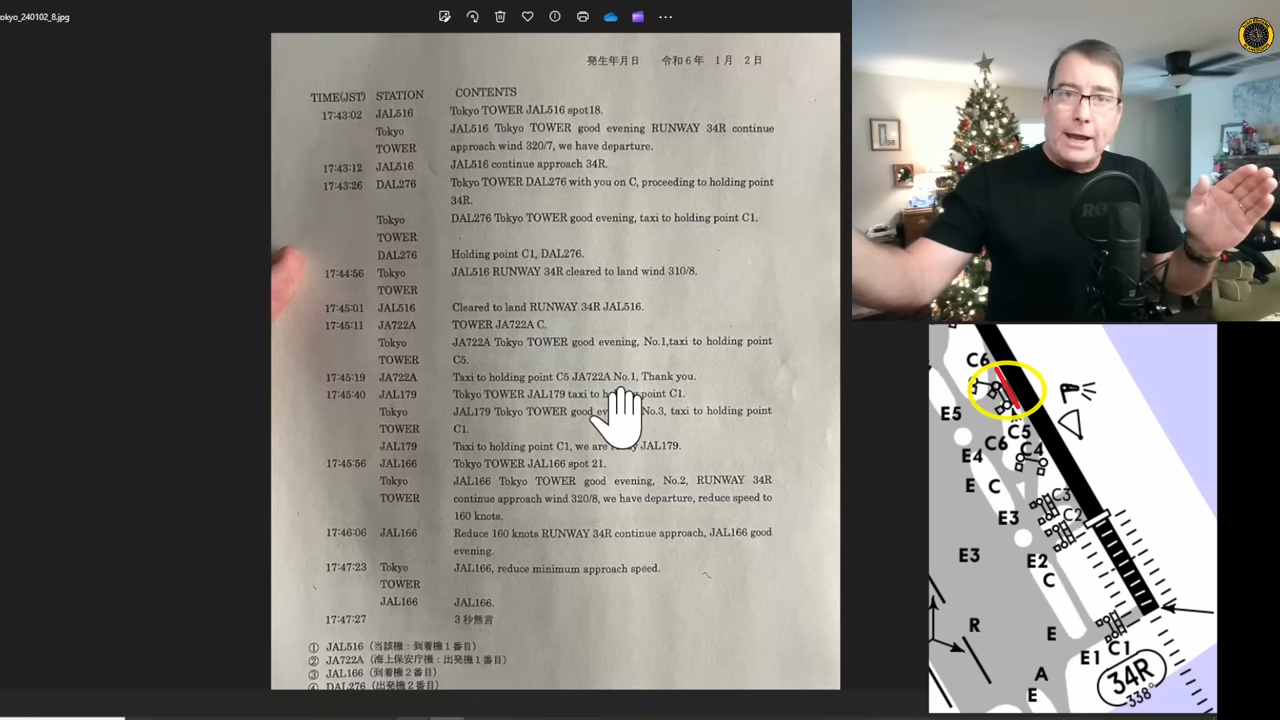 okyo_240102_8.jpg
発生年月日 令和6年 1月 2日
TIME(JST) STATION CONTENTS
17:43:02 JAL516 Tokyo TOWER JAL516 spot18.
Tokyo JAL516 Tokyo TOWER good evening RUNWAY 34R continue
TOWER approach wind 320/7, we have departure.
17:43:12 JAL516 JAL516 continue approach 34R.
17:43:26 DAL276 Tokyo TOWER DAL276 with you on C, proceeding to holding point
34R.
Tokyo DAL276 Tokyo TOWER good evening, taxi to holding point C1.
TOWER
DAL276 Holding point C1, DAL276.
17:44:56 Tokyo JAL516 RUNWAY 34R cleared to land wind 310/8.
TOWER
17:45:01 JAL516 Cleared to land RUNWAY 34R JAL516.
17:45:11 JA722A TOWER JA722A C.
Tokyo JA722A Tokyo TOWER good evening, No.1,taxi to holding point
TOWER C5.
17:45:19 JA722A Taxi to holding point C5 JA722A No.1, Thank you.
17:45:40 JAL179 Tokyo TOWER JAL179 taxi to point C1.
Tokyo JAL179 Tokyo TOWER good No.3, taxi to holding point
TOWER C1.
JAL179 Taxi to holding point C1, we are JAL179.
17:45:56 JAL166 Tokyo TOWER JAL166 spot 21.
Tokyo JAL166 Tokyo TOWER good evening, No.2, RUNWAY 34R
TOWER continue approach wind 320/8, we have departure, reduce speed to
160 knots.
17:46:06 JAL166 Reduce 160 knots RUNWAY 34R continue approach, JAL166 good
evening.
17:47:23 Tokyo JAL166, reduce minimum approach speed.
TOWER
JAL166 JAL166.
17:47:27 3秒無言
① JAL516(当該機:到着機1番目)
② JA722A(海上保安庁機:出発機1番目)
③ JAL166(到着機2番目)
④ DAL276(出発機2番目)
RØ
C6
E5
C5
C6 C4
E4
E C
C3
E3 C2
E3 E2
C
R E
C1
E1
A 34R
E 338°